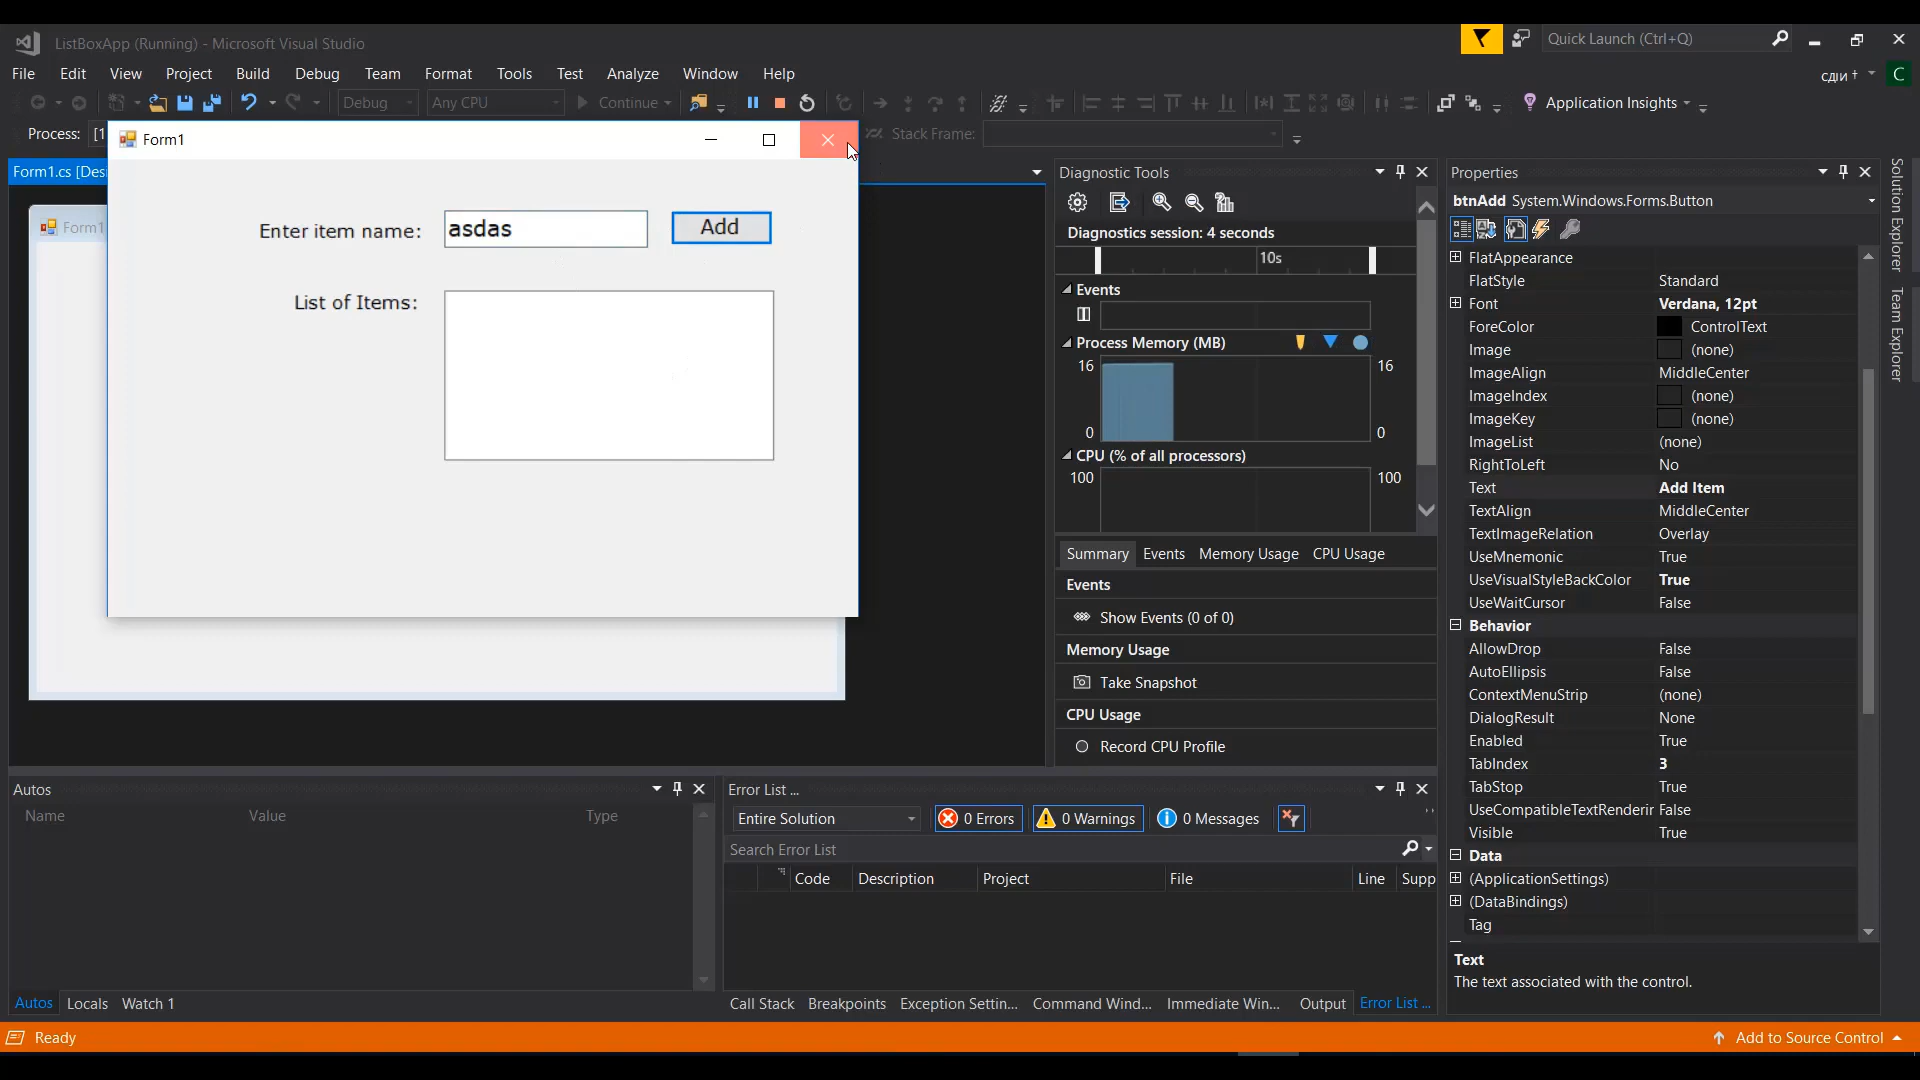 ListBoxApp (Running) - Microsoft Visual Studio
Quick Launch (Ctrl+Q)
File Edit View Project Build Debug Team Format Tools Test Analyze Window Help
Debug Any CPU Continue Application Insights
Process: [1 Stack Frame:
Form1
Form1.cs [Desi
Form1
Enter item name: asdas Add
List of Items:
Diagnostic Tools
Diagnostics session: 4 seconds
10s
Events
Process Memory (MB)
16 16
0 0
CPU (% of all processors)
100 100
Summary Events Memory Usage CPU Usage
Events
Show Events (0 of 0)
Memory Usage
Take Snapshot
CPU Usage
Record CPU Profile
Properties
btnAdd System.Windows.Forms.Button
FlatAppearance
FlatStyle Standard
Font Verdana, 12pt
ForeColor ControlText
Image (none)
ImageAlign MiddleCenter
ImageIndex (none)
ImageKey (none)
ImageList (none)
RightToLeft No
Text Add Item
TextAlign MiddleCenter
TextImageRelation Overlay
UseMnemonic True
UseVisualStyleBackColor True
UseWaitCursor False
Behavior
AllowDrop False
AutoEllipsis False
ContextMenuStrip (none)
DialogResult None
Enabled True
TabIndex 3
TabStop True
UseCompatibleTextRenderin False
Visible True
Data
(ApplicationSettings)
(DataBindings)
Tag
Text
The text associated with the control.
Solution Explorer
Team Explorer
Autos
Name Value Type
Autos Locals Watch 1
Error List ...
Entire Solution 0 Errors 0 Warnings 0 Messages
Search Error List
Code Description Project File Line Supp
Call Stack Breakpoints Exception Settin... Command Wind... Immediate Win... Output Error List ...
Ready
Add to Source Control